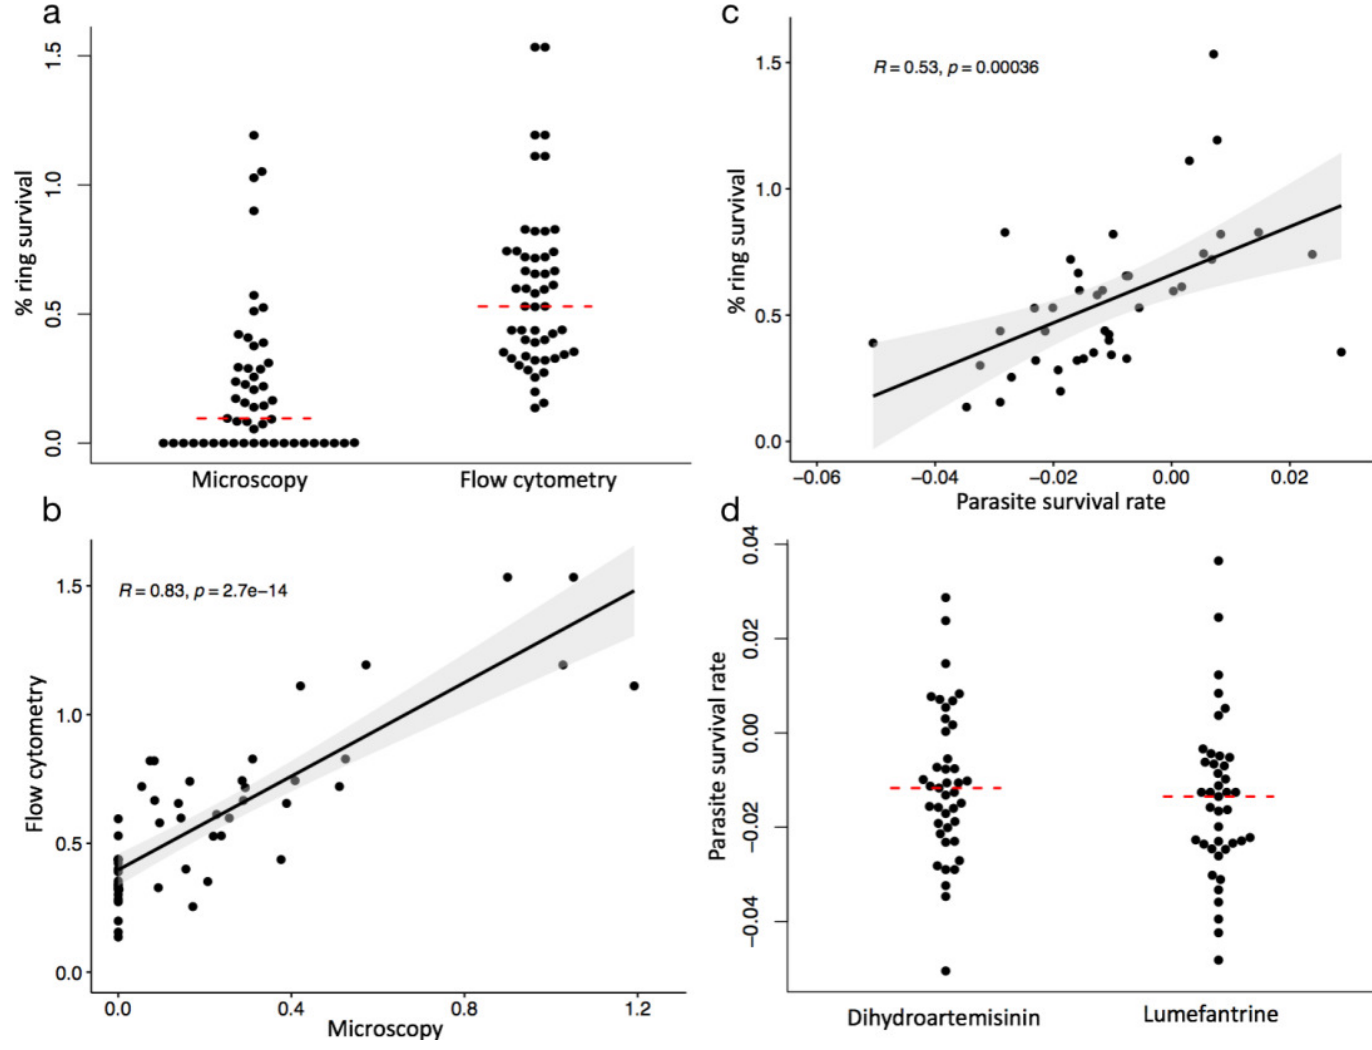 a
% ring survival
1.5
1.0
0.5
0.0
Microscopy
Flow cytometry
c
% ring survival
1.5
1.0
0.5
0.0
R = 0.53, p = 0.00036
−0.06
−0.04
−0.02
0.00
0.02
Parasite survival rate
b
Flow cytometry
1.5
1.0
0.5
0.0
R = 0.83, p = 2.7e−14
0.0
0.4
0.8
1.2
Microscopy
d
Parasite survival rate
0.04
0.02
0.00
−0.02
−0.04
Dihydroartemisinin
Lumefantrine